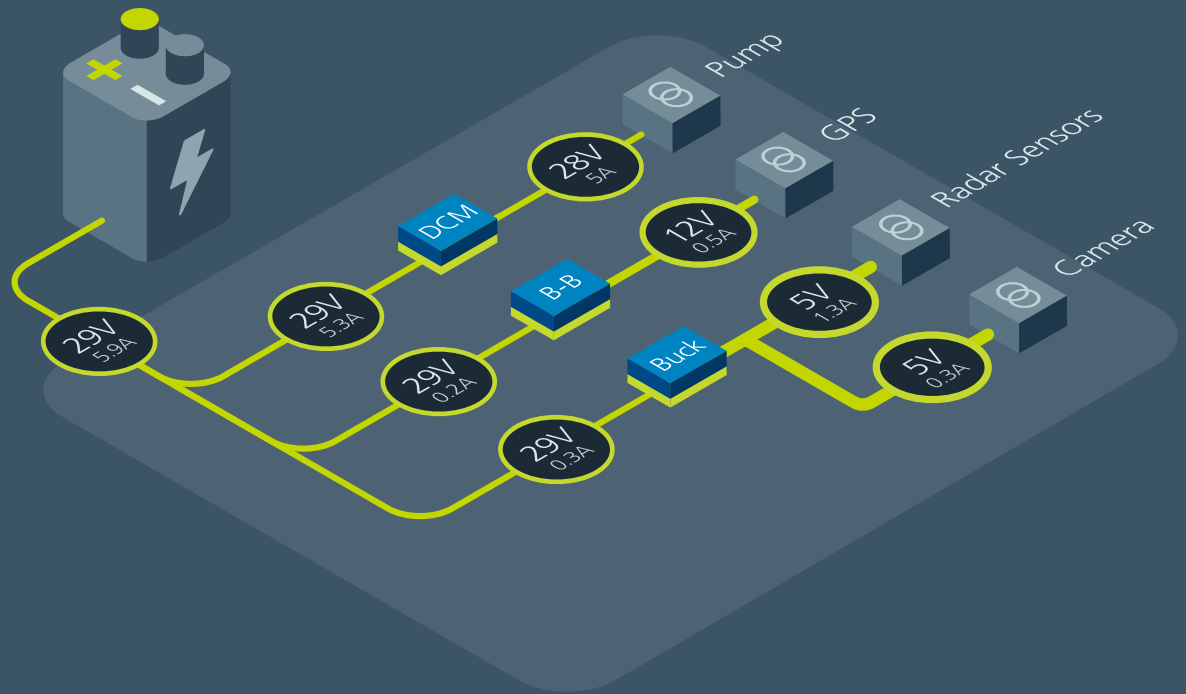 +
−
Pump
GPS
Radar Sensors
Camera
28V
5A
DCM
12V
0.5A
29V
5.3A
B-B
5V
1.3A
29V
5.9A
Buck
5V
0.3A
29V
0.2A
29V
0.3A